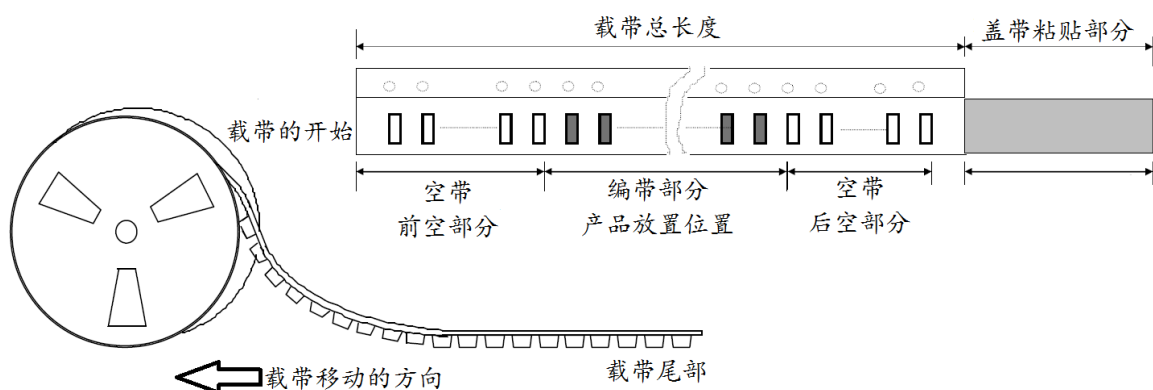 载带总长度
盖带粘贴部分
载带的开始
空带
前空部分
编带部分
产品放置位置
空带
后空部分
载带尾部
载带移动的方向